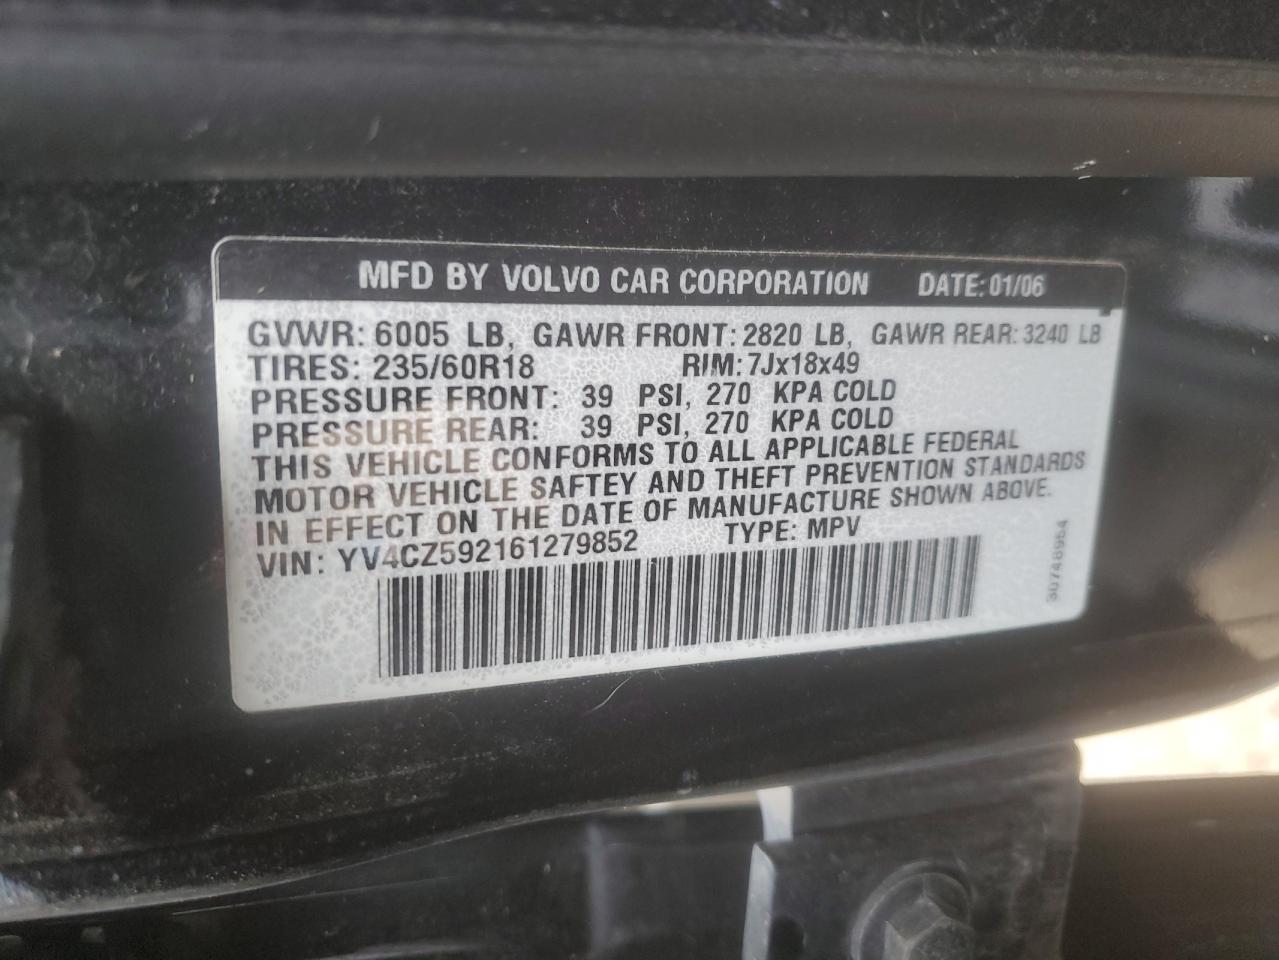 MFD BY VOLVO CAR CORPORATION DATE: 01/06
GVWR: 6005 LB, GAWR FRONT: 2820 LB, GAWR REAR: 3240 LB
TIRES: 235/60R18 RIM: 7Jx18x49
PRESSURE FRONT: 39 PSI, 270 KPA COLD
PRESSURE REAR: 39 PSI, 270 KPA COLD
THIS VEHICLE CONFORMS TO ALL APPLICABLE FEDERAL
MOTOR VEHICLE SAFTEY AND THEFT PREVENTION STANDARDS
IN EFFECT ON THE DATE OF MANUFACTURE SHOWN ABOVE.
VIN: YV4CZ592161279852 TYPE: MPV
30748954